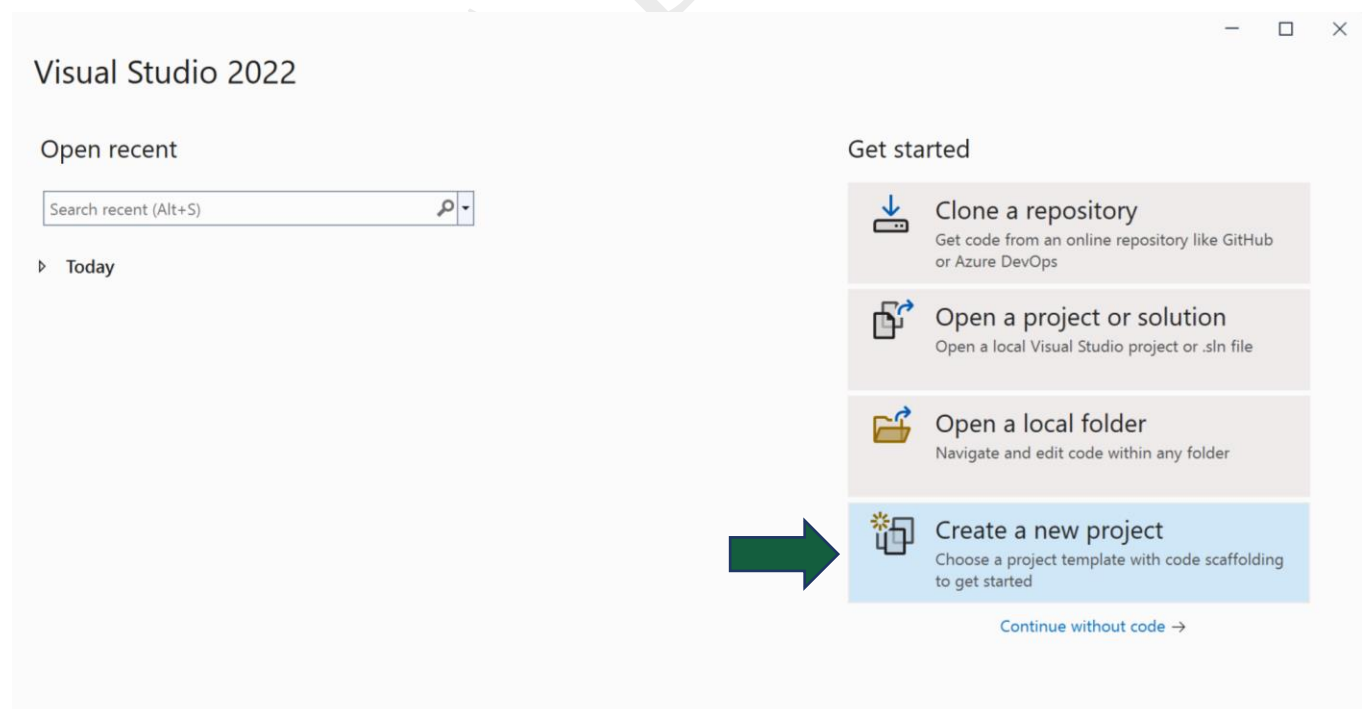 Visual Studio 2022
Open recent
Search recent (Alt+S)
Today
Get started
Clone a repository
Get code from an online repository like GitHub
or Azure DevOps
Open a project or solution
Open a local Visual Studio project or .sln file
Open a local folder
Navigate and edit code within any folder
Create a new project
Choose a project template with code scaffolding
to get started
Continue without code →